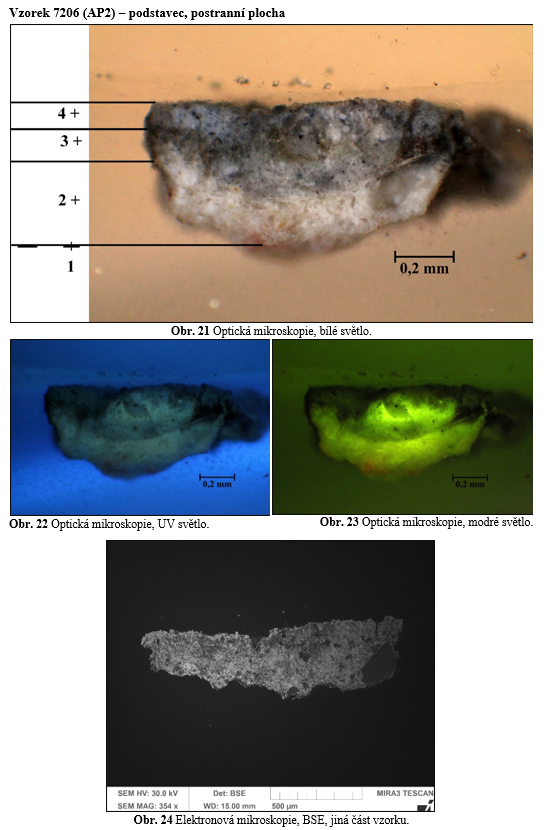 Vzorek 7206 (AP2) – podstavec, postranní plocha
4 +
3 +
2 +
1
0,2 mm
Obr. 21 Optická mikroskopie, bílé světlo.
0,2 mm
0,2 mm
Obr. 22 Optická mikroskopie, UV světlo.
Obr. 23 Optická mikroskopie, modré světlo.
SEM HV: 30.0 kV Det: BSE MIRA3 TESCAN
SEM MAG: 354 x WD: 15.00 mm 500 µm
Obr. 24 Elektronová mikroskopie, BSE, jiná část vzorku.